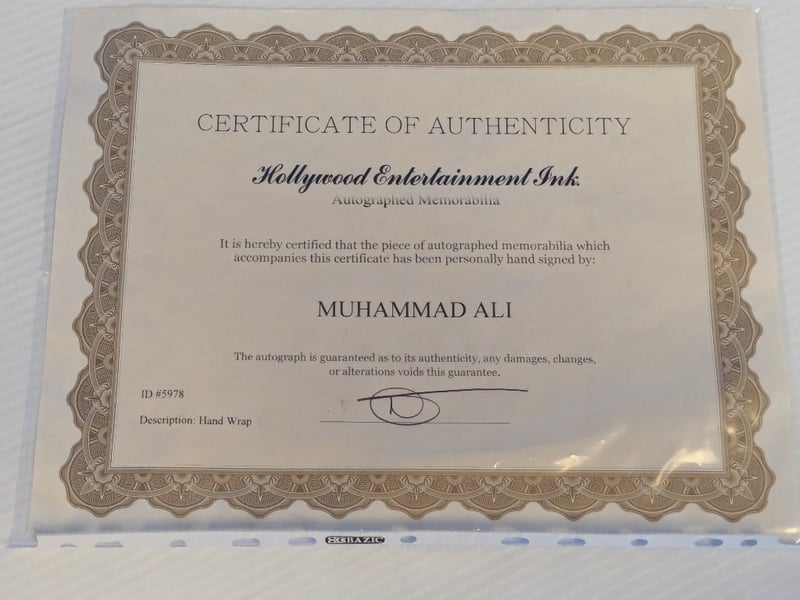 CERTIFICATE OF AUTHENTICITY
Hollywood Entertainment Ink.
Autographed Memorabilia
It is hereby certified that the piece of autographed memorabilia which
accompanies this certificate has been personally hand signed by:
MUHAMMAD ALI
The autograph is guaranteed as to its authenticity, any damages, changes,
or alterations voids this guarantee.
ID #5978
Description: Hand Wrap
BAZIC